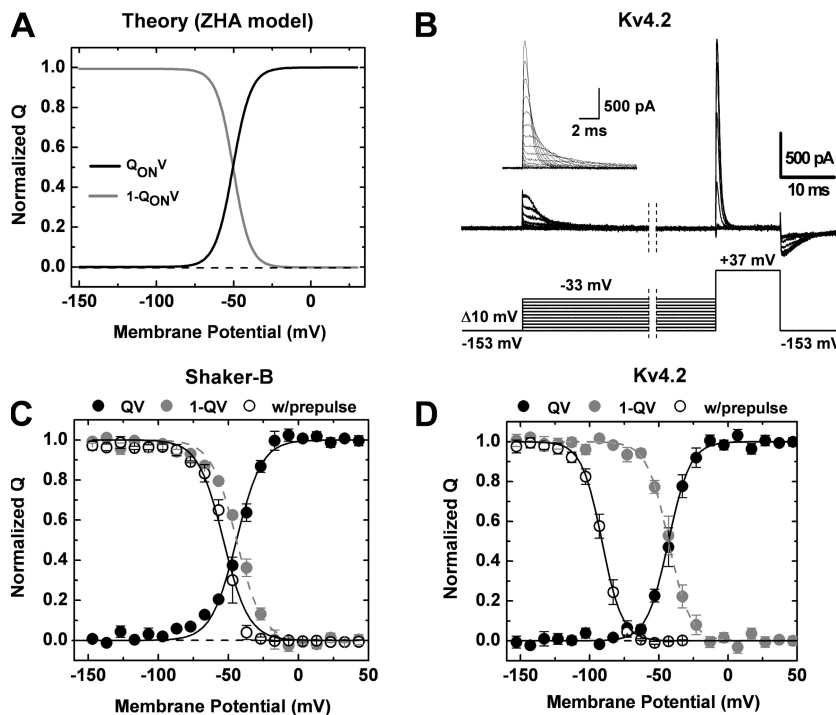 A
Theory (ZHA model)
Normalized Q
1.0
0.8
0.6
0.4
0.2
0.0
Q_ON V
1-Q_ON V
-150
-100
-50
0
Membrane Potential (mV)
B
Kv4.2
500 pA
2 ms
500 pA
10 ms
+37 mV
-33 mV
Δ10 mV
-153 mV
-153 mV
C
Shaker-B
QV 1-QV w/prepulse
Normalized Q
1.0
0.8
0.6
0.4
0.2
0.0
-150 -100 -50 0 50
Membrane Potential (mV)
D
Kv4.2
QV 1-QV w/prepulse
Normalized Q
1.0
0.8
0.6
0.4
0.2
0.0
-150 -100 -50 0 50
Membrane Potential (mV)